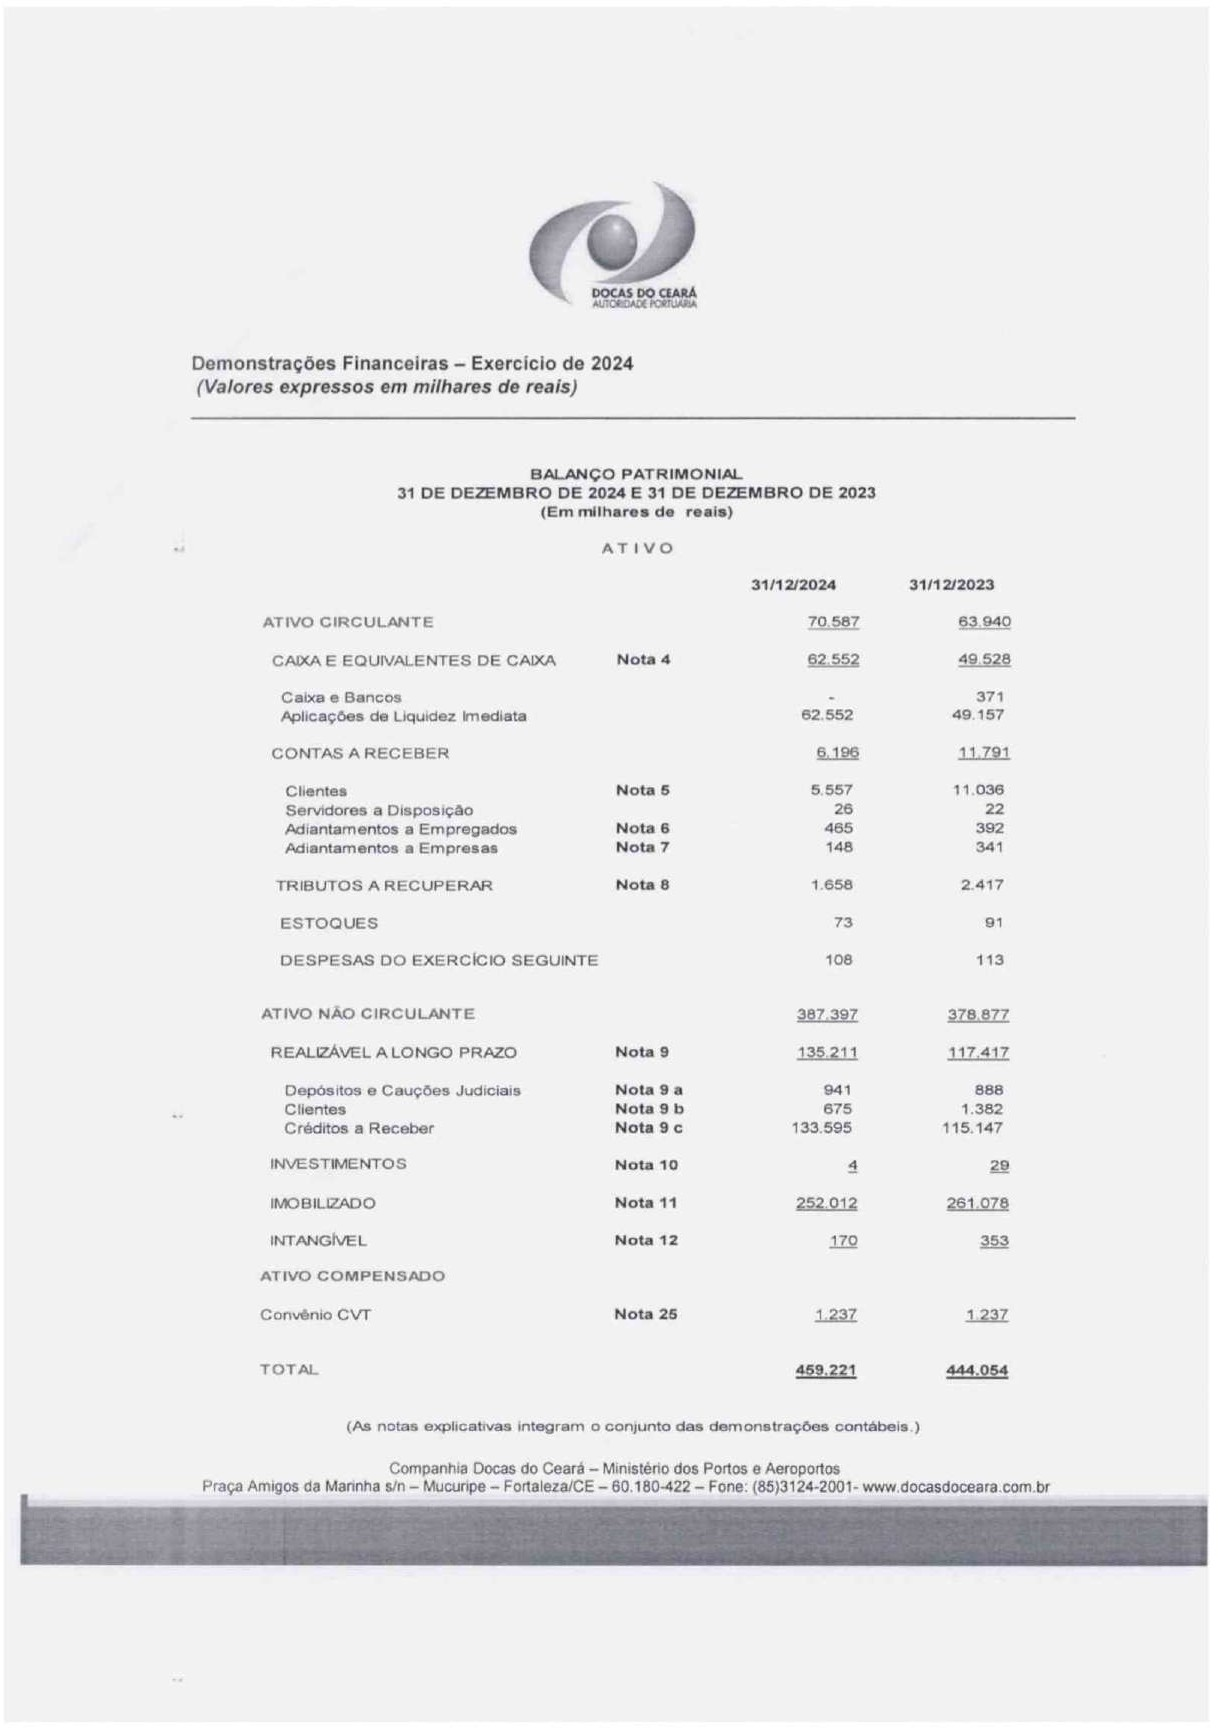 DOCAS DO CEARÁ
AUTORIDADE PORTUÁRIA
Demonstrações Financeiras – Exercício de 2024
(Valores expressos em milhares de reais)
BALANÇO PATRIMONIAL
31 DE DEZEMBRO DE 2024 E 31 DE DEZEMBRO DE 2023
(Em milhares de reais)
A T I V O
31/12/2024 31/12/2023
ATIVO CIRCULANTE 70.587 63.940
CAIXA E EQUIVALENTES DE CAIXA Nota 4 62.552 49.528
Caixa e Bancos - 371
Aplicações de Liquidez Imediata 62.552 49.157
CONTAS A RECEBER 6.196 11.791
Clientes Nota 5 5.557 11.036
Servidores a Disposição 26 22
Adiantamentos a Empregados Nota 6 465 392
Adiantamentos a Empresas Nota 7 148 341
TRIBUTOS A RECUPERAR Nota 8 1.658 2.417
ESTOQUES 73 91
DESPESAS DO EXERCÍCIO SEGUINTE 108 113
ATIVO NÃO CIRCULANTE 387.397 378.877
REALIZÁVEL A LONGO PRAZO Nota 9 135.211 117.417
Depósitos e Cauções Judiciais Nota 9 a 941 888
Clientes Nota 9 b 675 1.382
Créditos a Receber Nota 9 c 133.595 115.147
INVESTIMENTOS Nota 10 4 29
IMOBILIZADO Nota 11 252.012 261.078
INTANGÍVEL Nota 12 170 353
ATIVO COMPENSADO
Convênio CVT Nota 25 1.237 1.237
TOTAL 459.221 444.054
(As notas explicativas integram o conjunto das demonstrações contábeis.)
Companhia Docas do Ceará – Ministério dos Portos e Aeroportos
Praça Amigos da Marinha s/n – Mucuripe – Fortaleza/CE – 60.180-422 – Fone: (85)3124-2001- www.docasdoceara.com.br